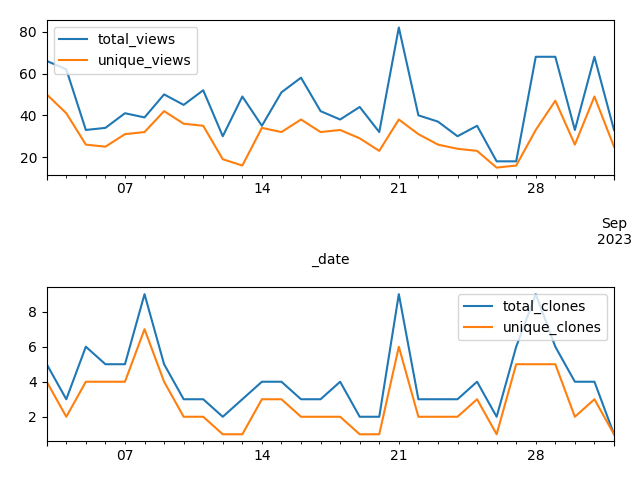 80
60
40
20
total_views
unique_views
07 14 21 28
Sep
2023
_date
8
6
4
2
total_clones
unique_clones
07 14 21 28